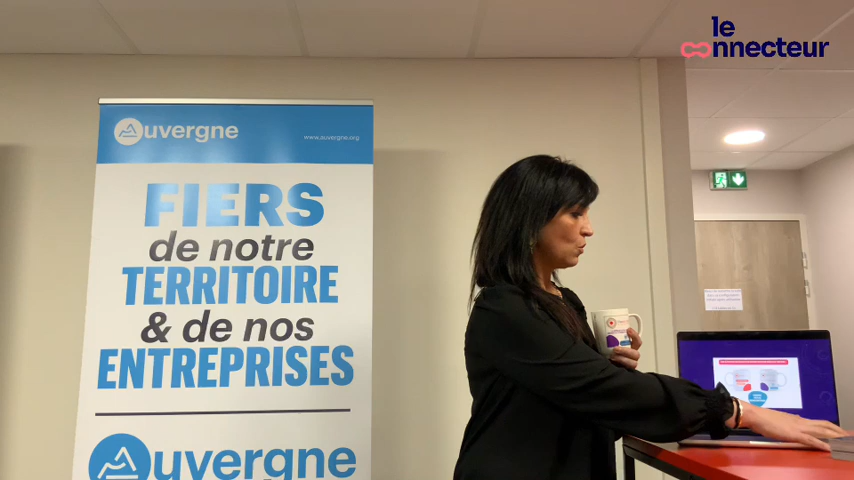 le
connecteur
Auvergne
www.auvergne.org
FIERS
de notre
TERRITOIRE
& de nos
ENTREPRISES
Auvergne